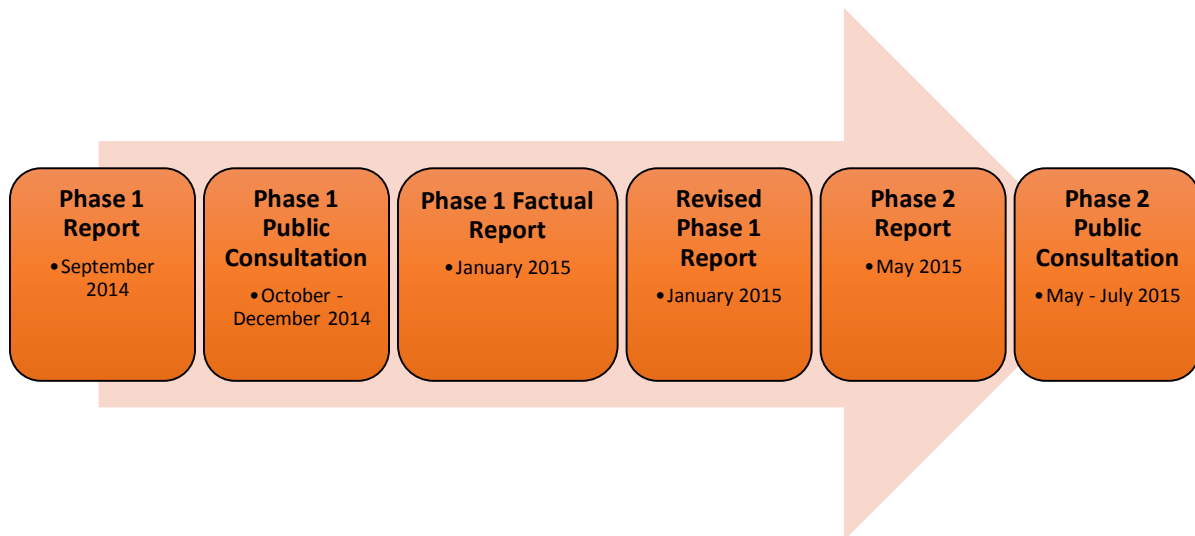 Phase 1
Report
•September
2014
Phase 1
Public
Consultation
•October -
December 2014
Phase 1 Factual
Report
•January 2015
Revised
Phase 1
Report
•January 2015
Phase 2
Report
•May 2015
Phase 2
Public
Consultation
•May - July 2015